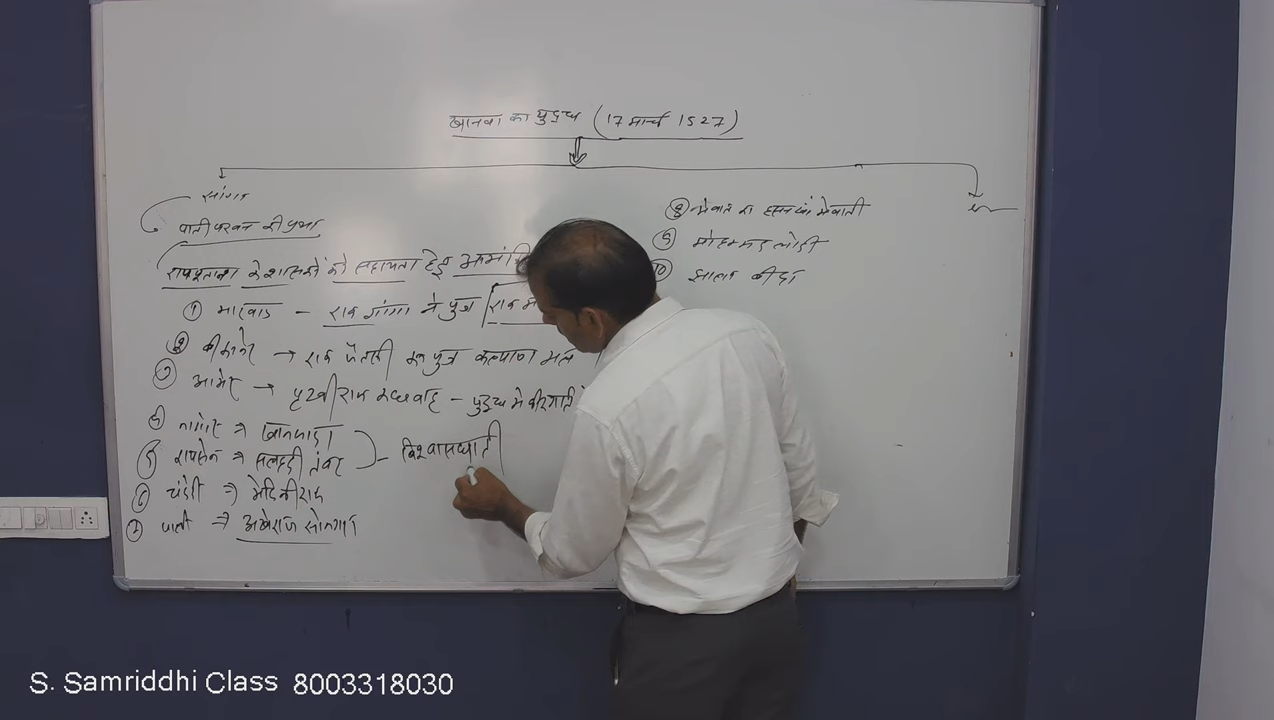 खानवा का युद्ध (17 मार्च 1527)
सांगा
पाती परवन की प्रथा
राजपुताना के शासकों को सहायता हेतु
① मारवाड़ - राव गांगा ने पुत्र राव
② बीकानेर → राव जैतसी का पुत्र कल्याण मल
③ आमेर → पृथ्वीराज कच्छवाह - युद्ध में वीरगति
④ नागौर → खानजादा
⑤ रायसेन → सलहदी तंवर - विश्वासघाती
⑥ चंदेरी → मेदिनीराय
⑦ पाली → अखेराज सोनगरा
⑧ मेवात का हसन खां मेवाती
⑨ मोहम्मद लोदी
⑩ झाला बीदा
S. Samriddhi Class 8003318030